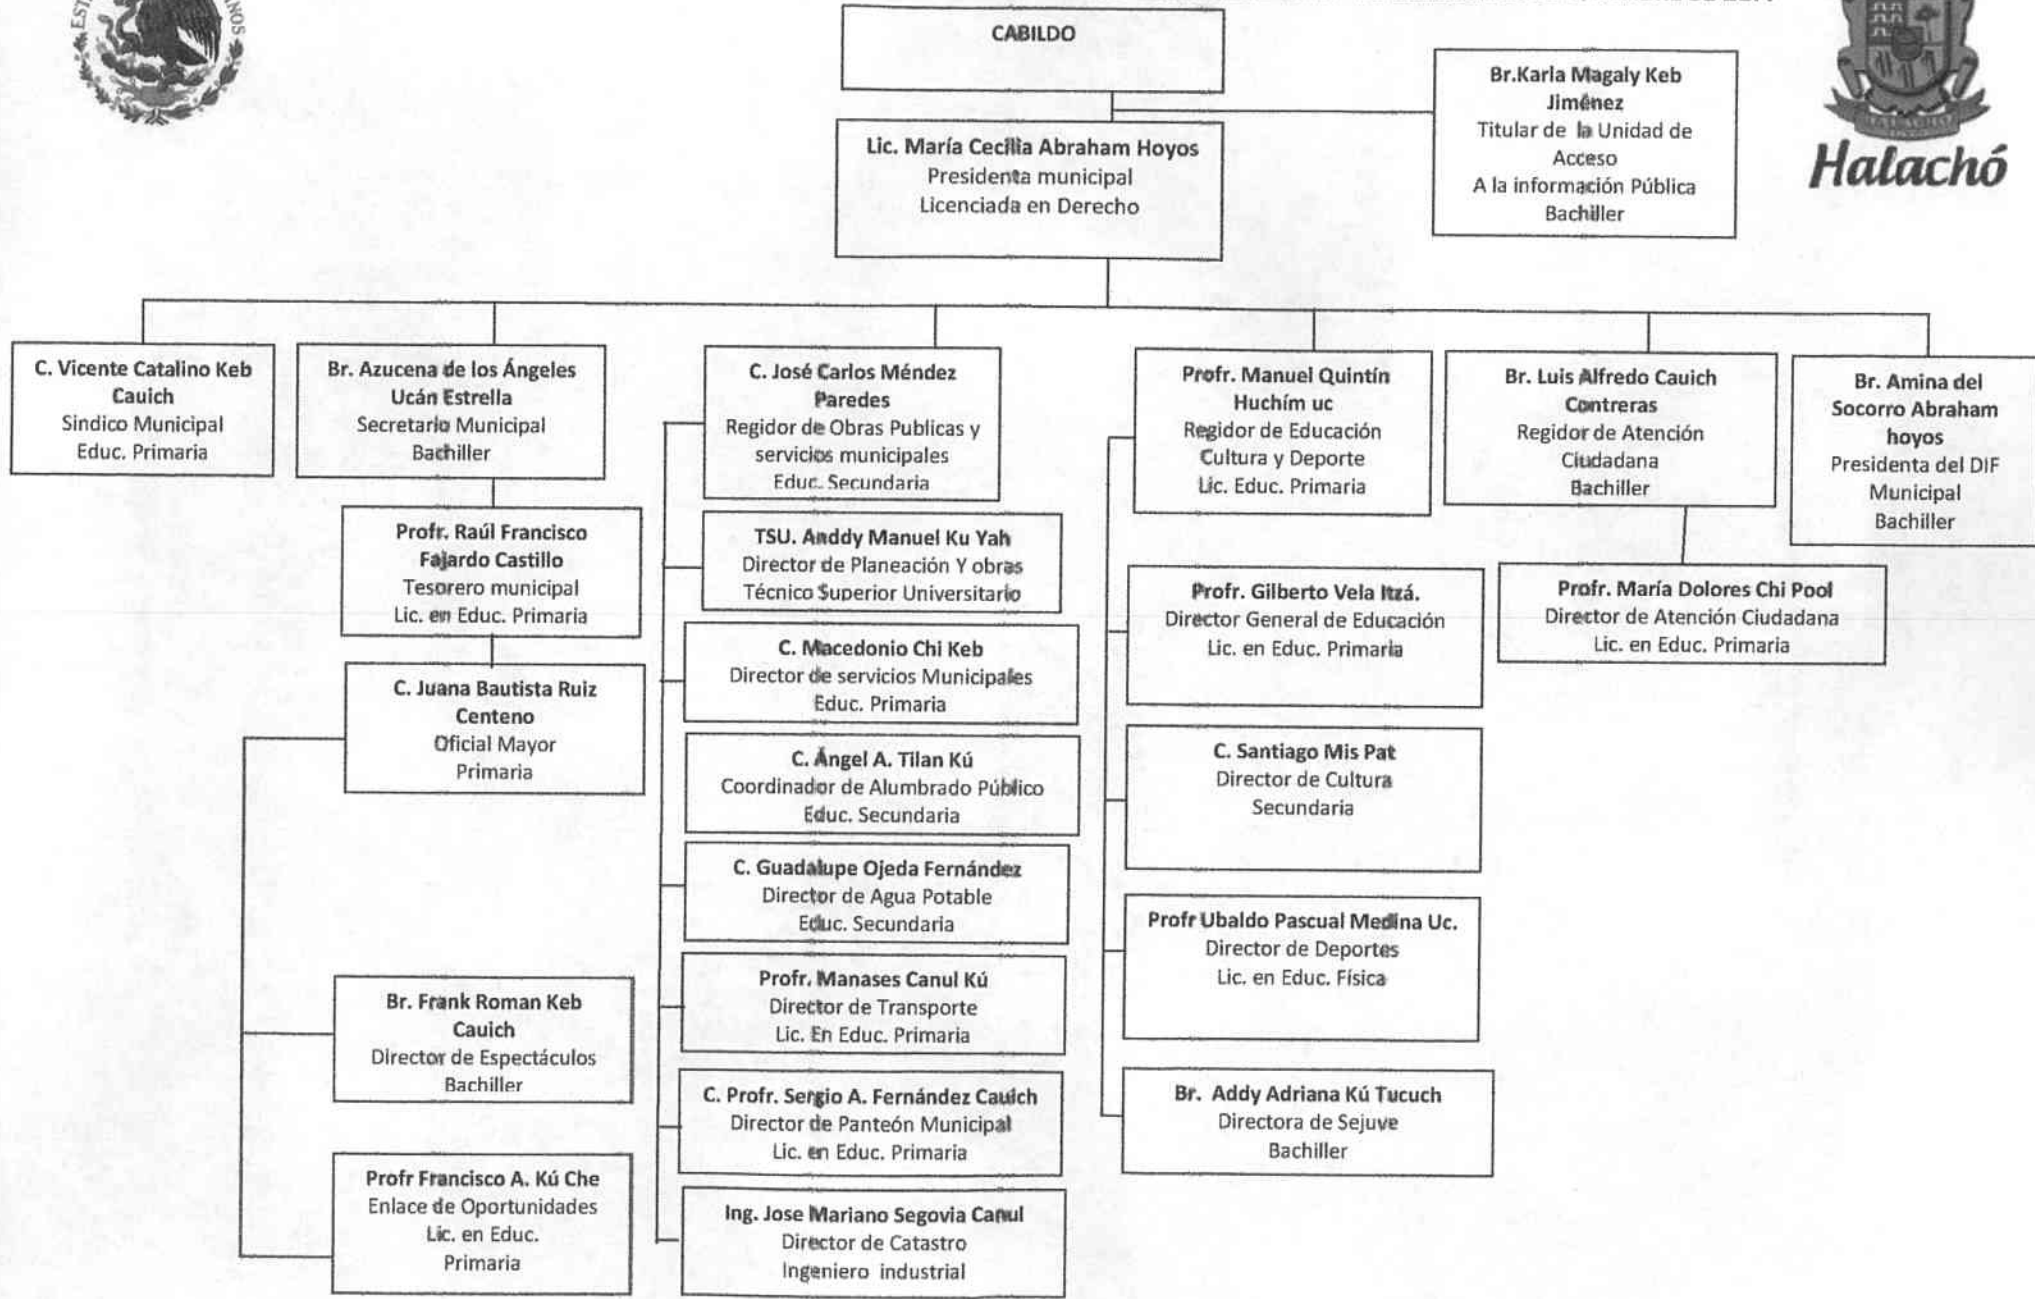 CABILDO
Br.Karla Magaly Keb
Jiménez
Titular de la Unidad de
Acceso
A la información Pública
Bachiller
Halachó
Lic. María Cecilia Abraham Hoyos
Presidenta municipal
Licenciada en Derecho
C. Vicente Catalino Keb
Cauich
Sindico Municipal
Educ. Primaria
Br. Azucena de los Ángeles
Ucán Estrella
Secretario Municipal
Bachiller
C. José Carlos Méndez
Paredes
Regidor de Obras Publicas y
servicios municipales
Educ. Secundaria
Profr. Manuel Quintín
Huchím uc
Regidor de Educación
Cultura y Deporte
Lic. Educ. Primaria
Br. Luis Alfredo Cauich
Contreras
Regidor de Atención
Ciudadana
Bachiller
Br. Amina del
Socorro Abraham
hoyos
Presidenta del DIF
Municipal
Bachiller
Profr. Raúl Francisco
Fajardo Castillo
Tesorero municipal
Lic. en Educ. Primaria
C. Juana Bautista Ruiz
Centeno
Oficial Mayor
Primaria
Br. Frank Roman Keb
Cauich
Director de Espectáculos
Bachiller
Profr Francisco A. Kú Che
Enlace de Oportunidades
Lic. en Educ.
Primaria
TSU. Anddy Manuel Ku Yah
Director de Planeación Y obras
Técnico Superior Universitario
C. Macedonio Chi Keb
Director de servicios Municipales
Educ. Primaria
C. Ángel A. Tilan Kú
Coordinador de Alumbrado Público
Educ. Secundaria
C. Guadalupe Ojeda Fernández
Director de Agua Potable
Educ. Secundaria
Profr. Manases Canul Kú
Director de Transporte
Lic. En Educ. Primaria
C. Profr. Sergio A. Fernández Cauich
Director de Panteón Municipal
Lic. en Educ. Primaria
Ing. Jose Mariano Segovia Canul
Director de Catastro
Ingeniero industrial
Profr. Gilberto Vela Itzá.
Director General de Educación
Lic. en Educ. Primaria
C. Santiago Mis Pat
Director de Cultura
Secundaria
Profr Ubaldo Pascual Medina Uc.
Director de Deportes
Lic. en Educ. Física
Br. Addy Adriana Kú Tucuch
Directora de Sejuve
Bachiller
Profr. María Dolores Chi Pool
Director de Atención Ciudadana
Lic. en Educ. Primaria